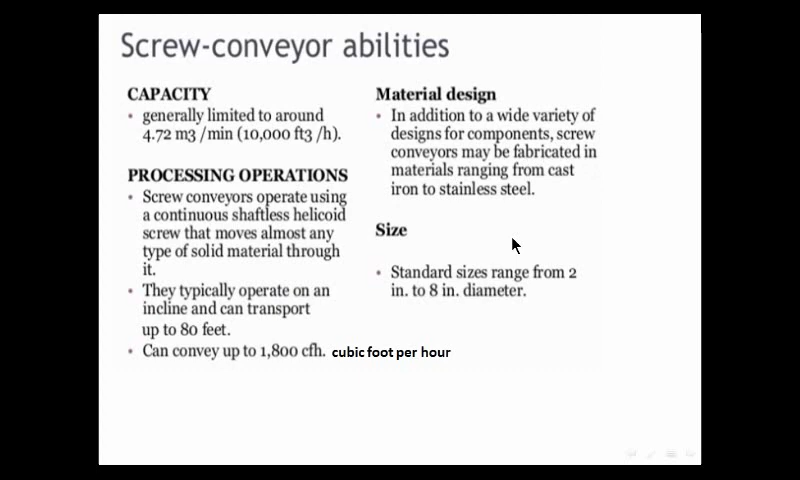 Screw-conveyor abilities
CAPACITY
• generally limited to around
4.72 m3 /min (10,000 ft3 /h).
PROCESSING OPERATIONS
• Screw conveyors operate using
a continuous shaftless helicoid
screw that moves almost any
type of solid material through
it.
• They typically operate on an
incline and can transport
up to 80 feet.
• Can convey up to 1,800 cfh. cubic foot per hour
Material design
• In addition to a wide variety of
designs for components, screw
conveyors may be fabricated in
materials ranging from cast
iron to stainless steel.
Size
• Standard sizes range from 2
in. to 8 in. diameter.